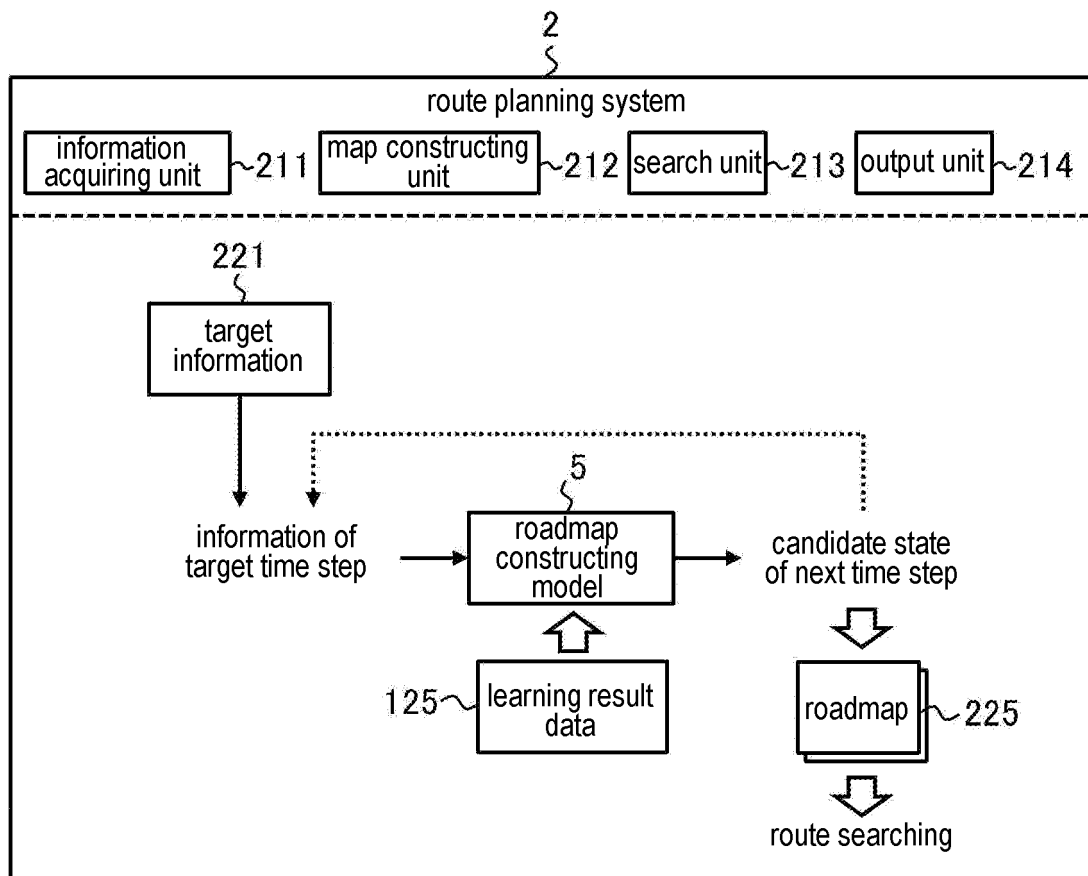 2
route planning system
information
acquiring unit
211
map constructing
unit
212
search unit
213
output unit
214
221
target
information
5
information of
target time step
roadmap
constructing
model
candidate state
of next time step
125
learning result
data
roadmap
225
route searching